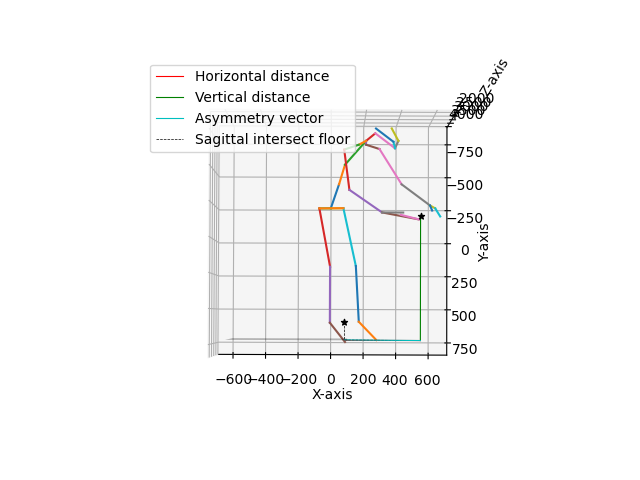 Horizontal distance
Vertical distance
Asymmetry vector
Sagittal intersect floor
Z-axis
−750
−500
−250
0
250
500
750
Y-axis
−600 −400 −200 0 200 400 600
X-axis